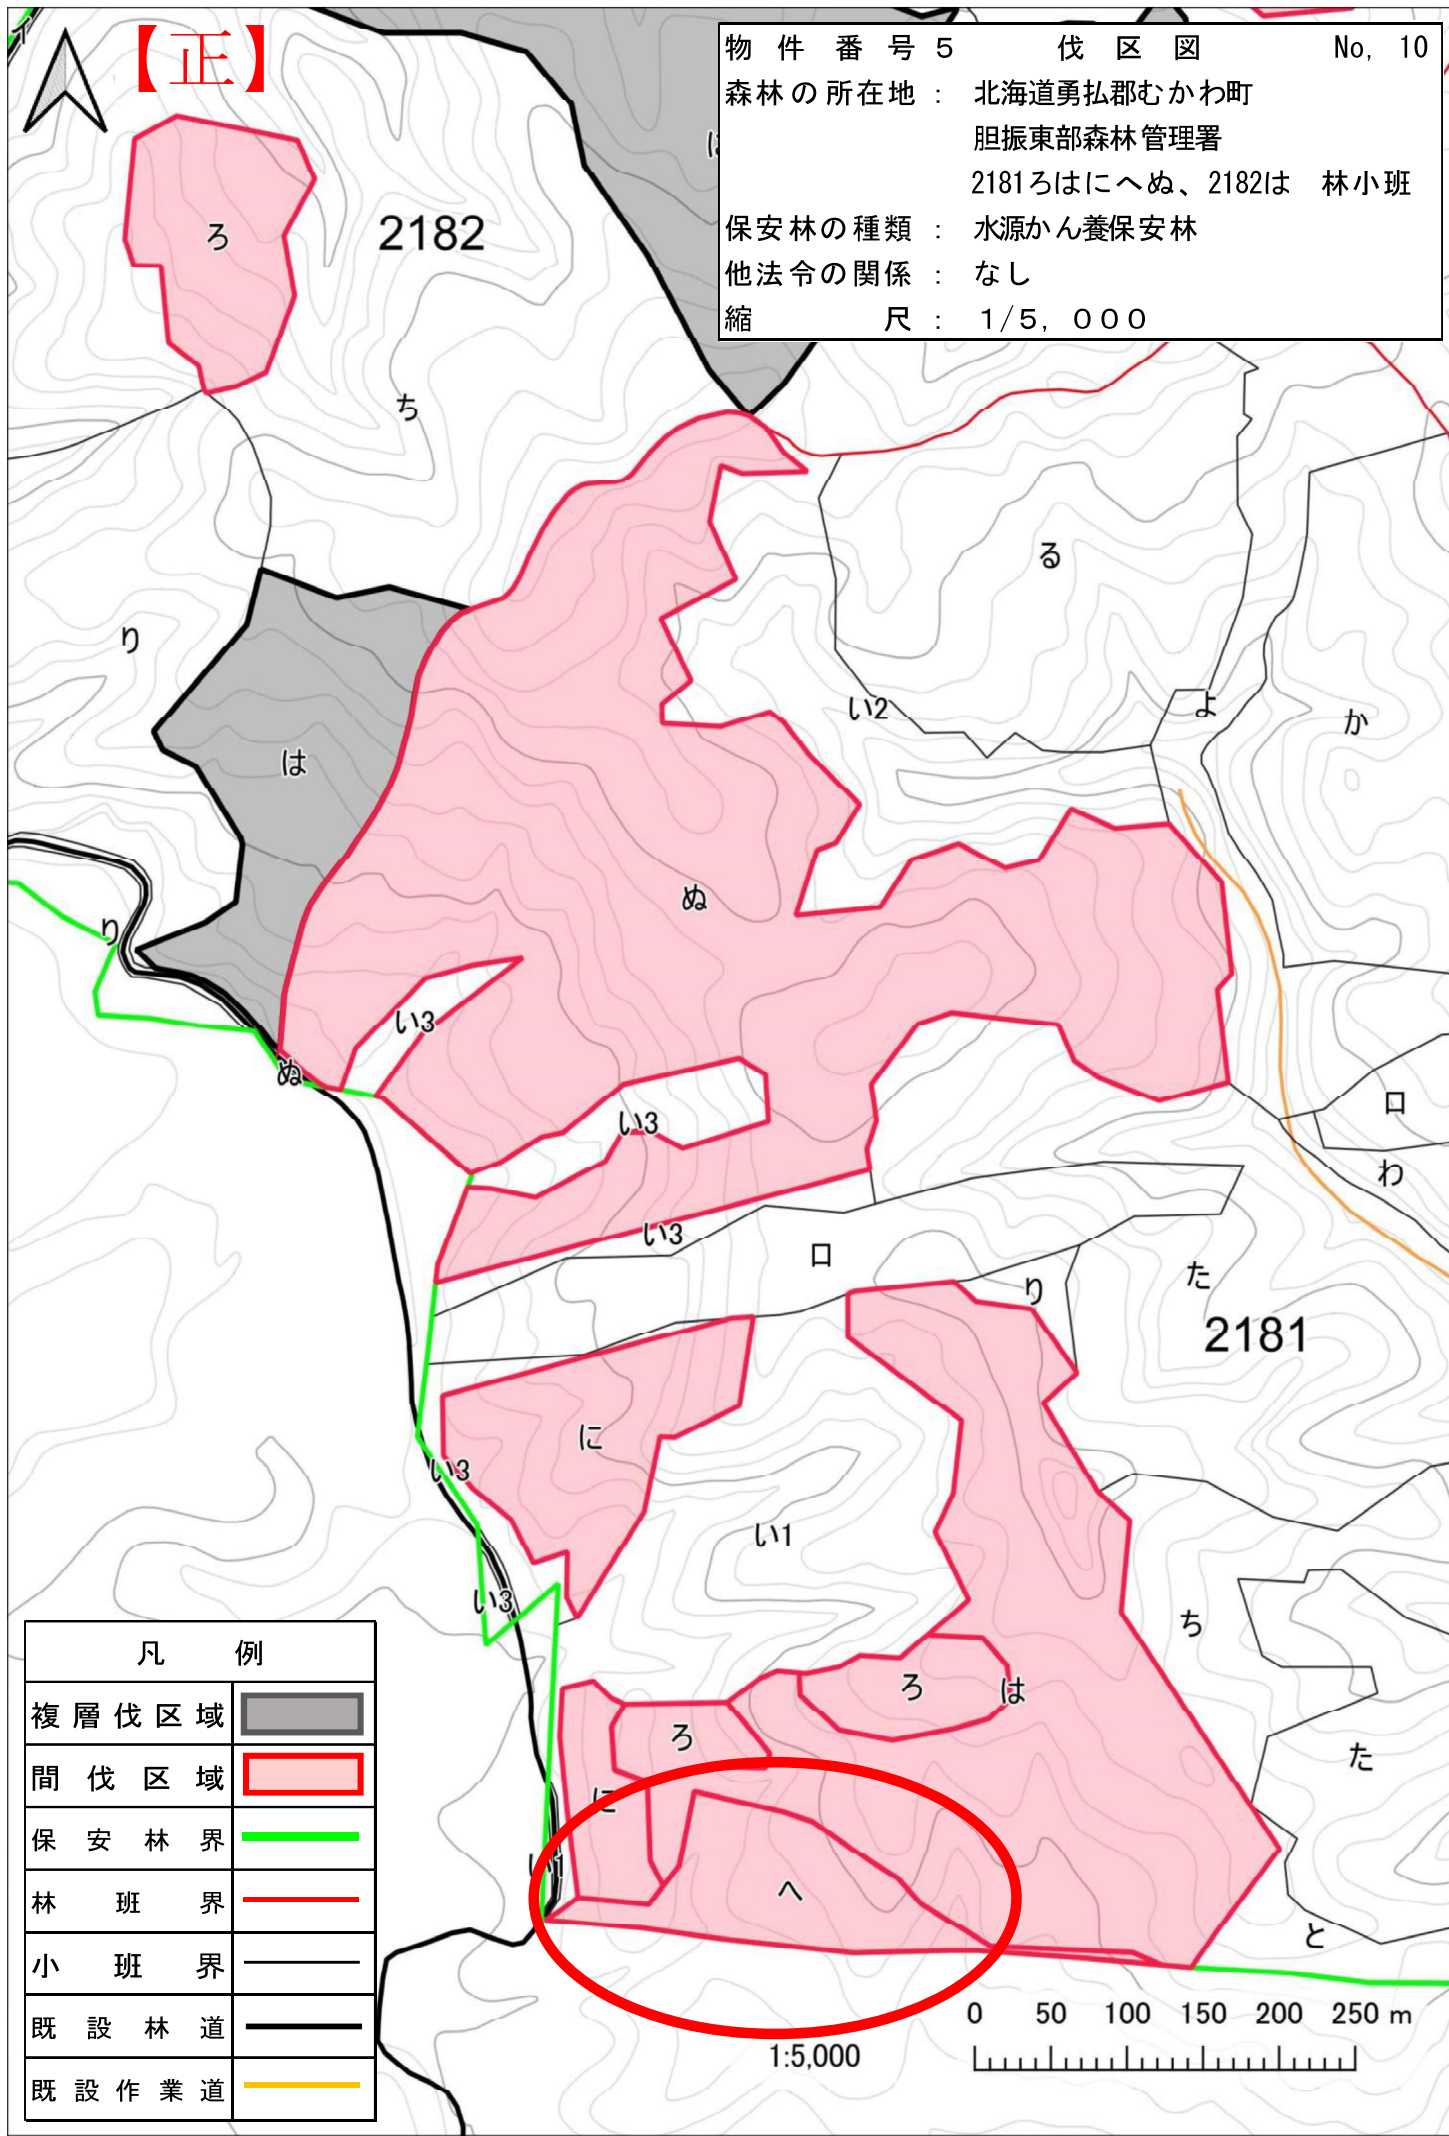 【正】
物件番号５　伐区図　No, 10
森林の所在地：北海道勇払郡むかわ町
胆振東部森林管理署
2181ろはにへぬ、2182は　林小班
保安林の種類：水源かん養保安林
他法令の関係：なし
縮尺：１/５，０００
ろ
2182
ち
り
は
る
い2
よ
か
ぬ
り
い3
ぬ
い3
ロ
わ
い3
ロ
り
た
2181
に
い3
い1
い3
ち
ろ
は
ろ
た
に
い1
へ
と
凡例
複層伐区域
間伐区域
保安林界
林班界
小班界
既設林道
既設作業道
0 50 100 150 200 250 m
1:5,000